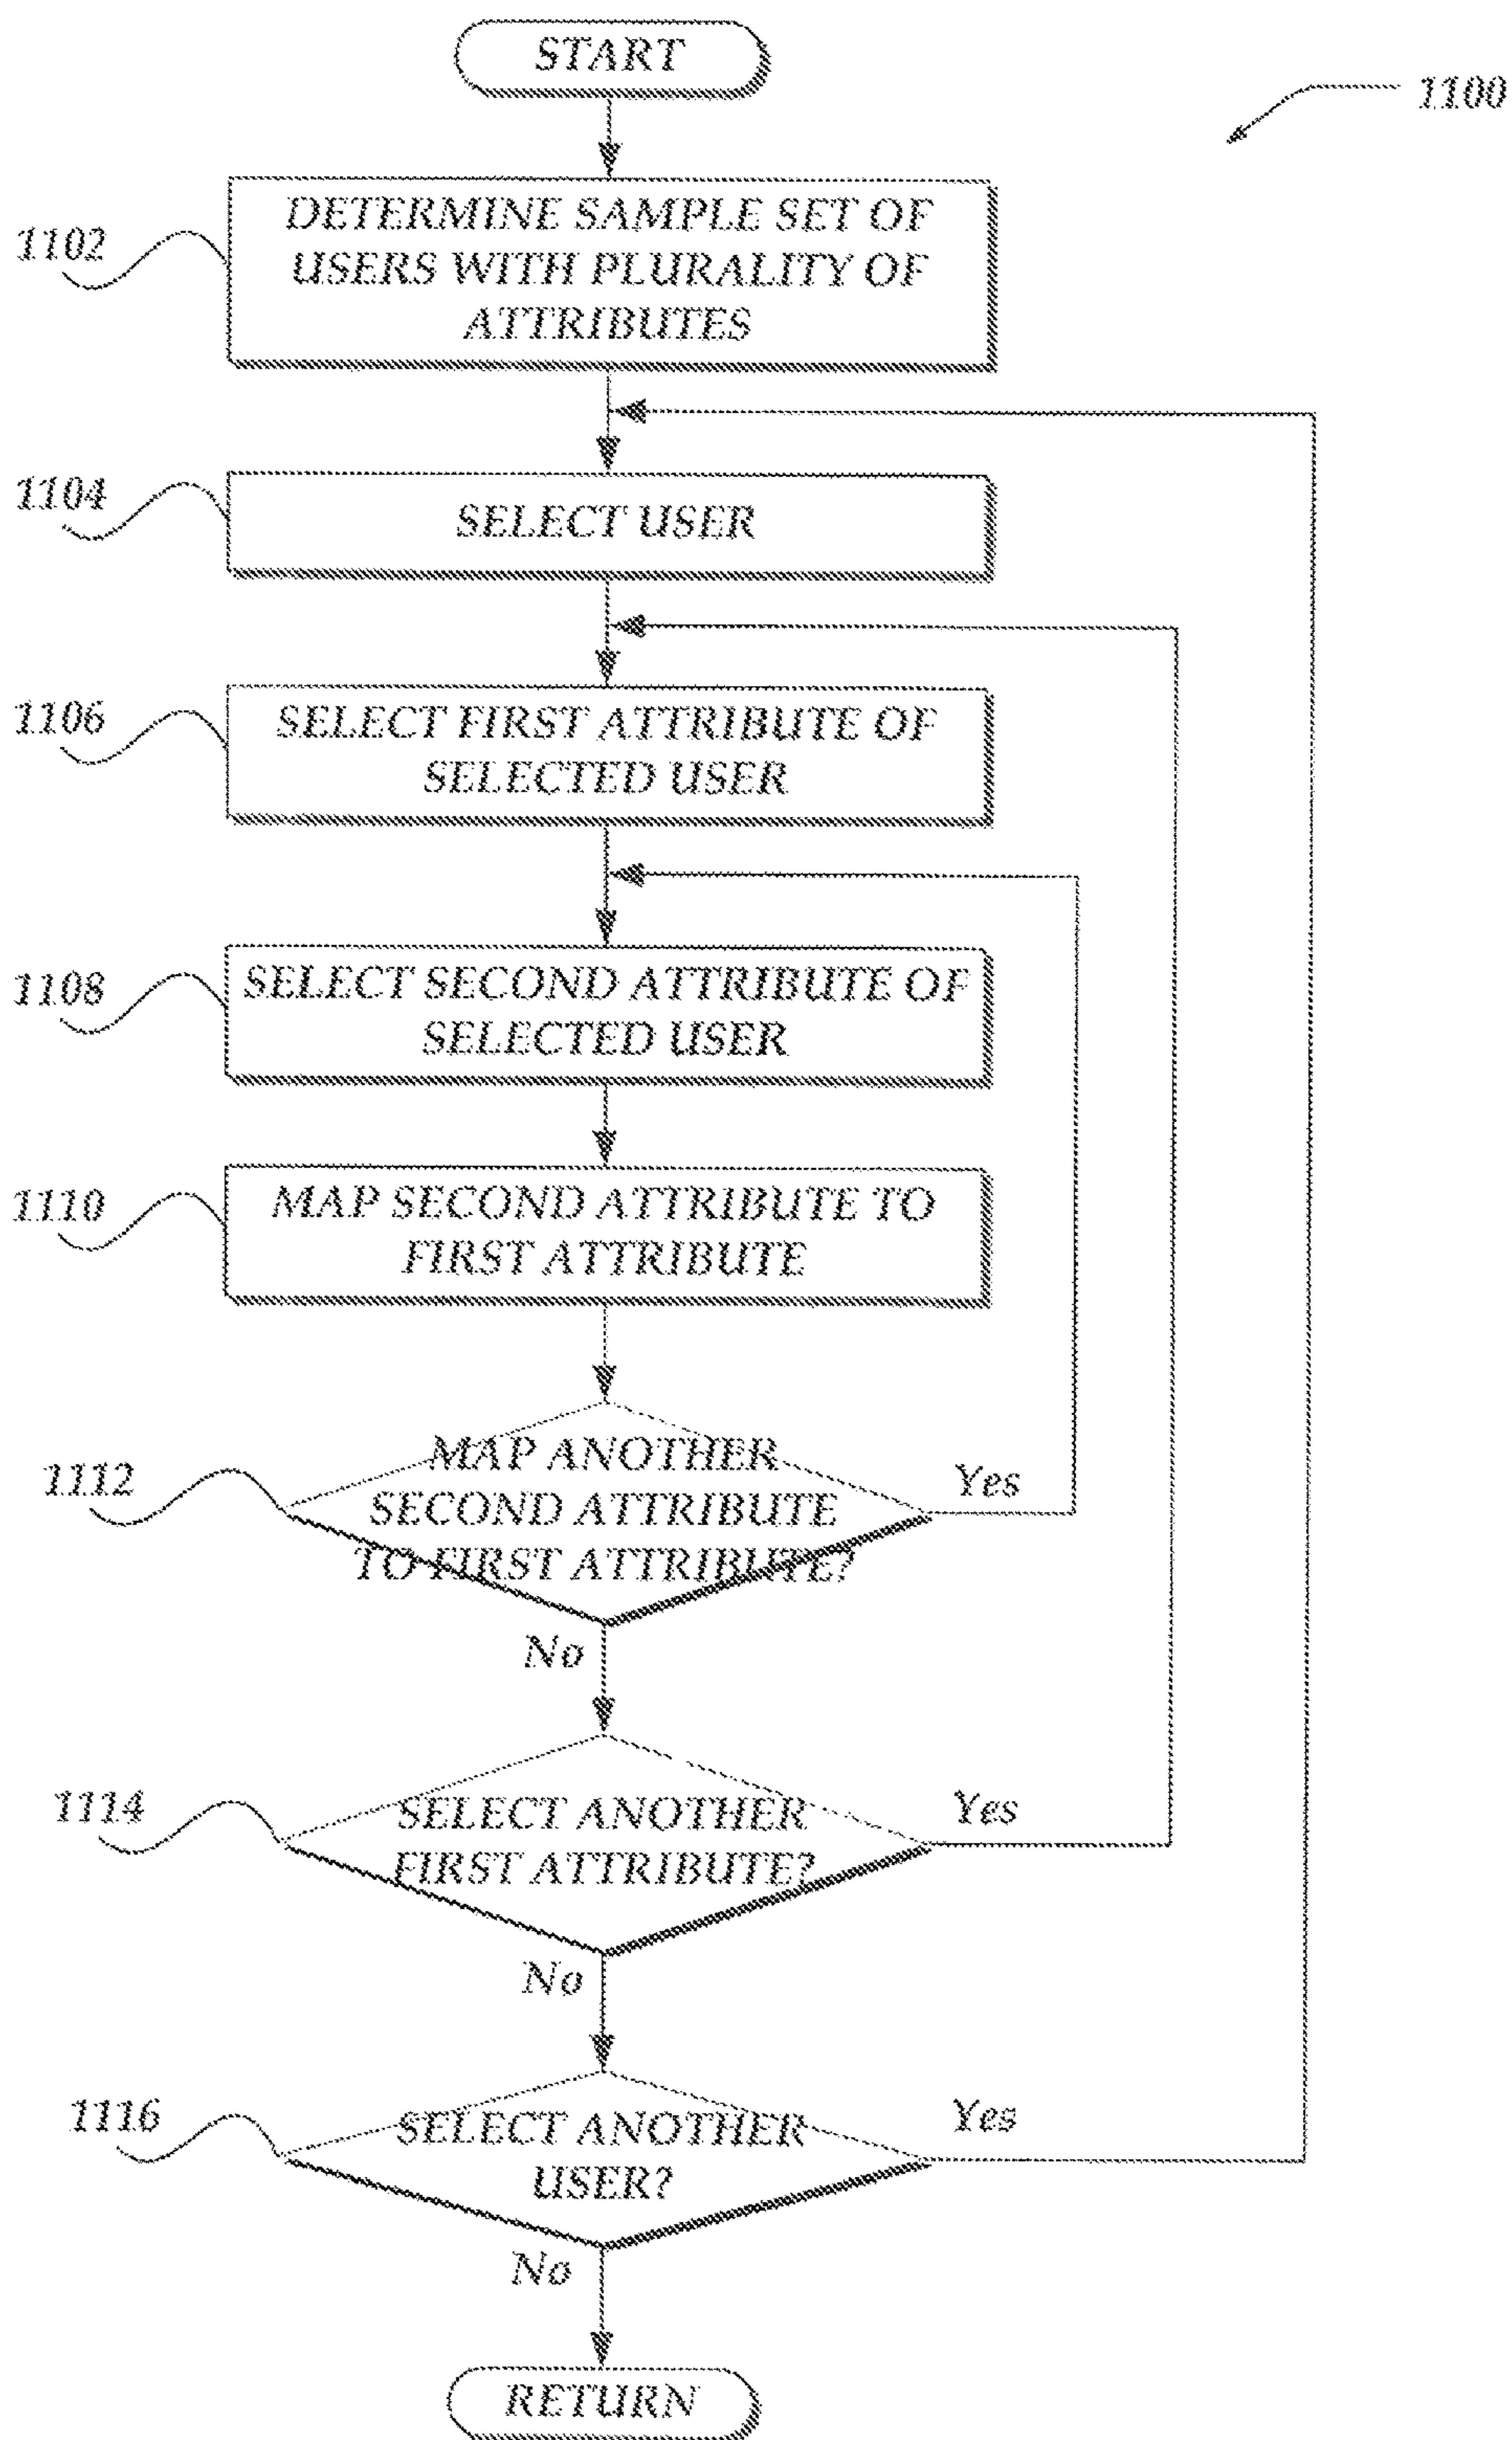 START
1100
1102
DETERMINE SAMPLE SET OF
USERS WITH PLURALITY OF
ATTRIBUTES
1104
SELECT USER
1106
SELECT FIRST ATTRIBUTE OF
SELECTED USER
1108
SELECT SECOND ATTRIBUTE OF
SELECTED USER
1110
MAP SECOND ATTRIBUTE TO
FIRST ATTRIBUTE
1112
MAP ANOTHER
SECOND ATTRIBUTE
TO FIRST ATTRIBUTE?
Yes
No
1114
SELECT ANOTHER
FIRST ATTRIBUTE?
Yes
No
1116
SELECT ANOTHER
USER?
Yes
No
RETURN